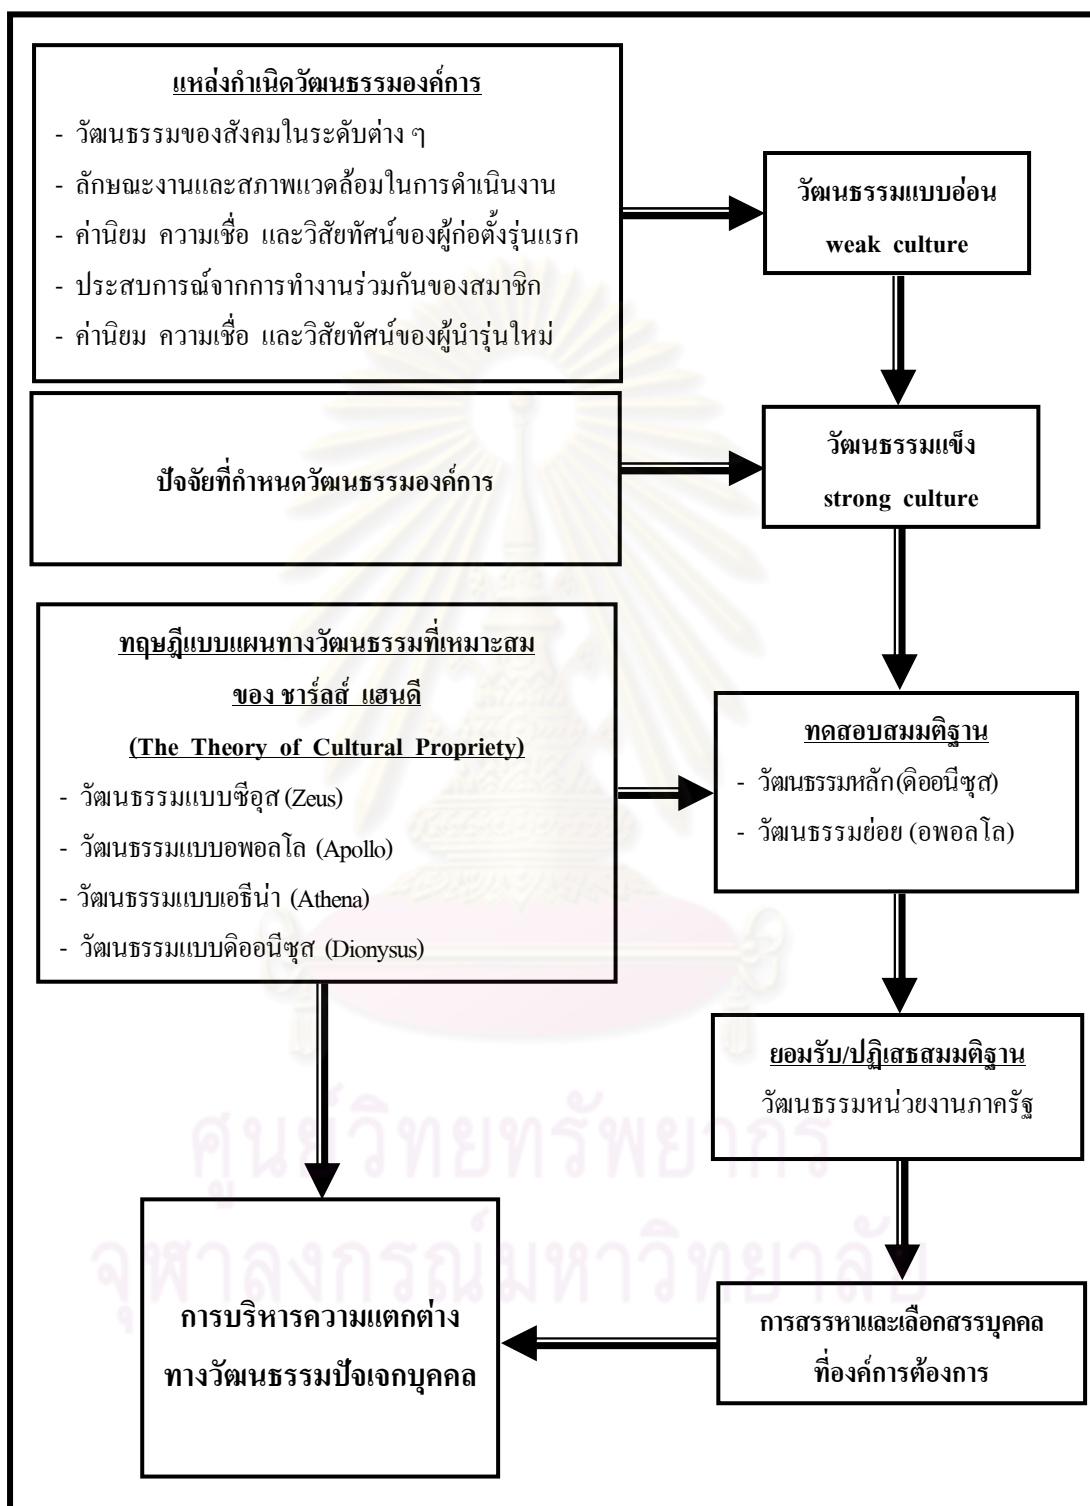 แหล่งกำเนิดวัฒนธรรมองค์การ
- วัฒนธรรมของสังคมในระดับต่าง ๆ
- ลักษณะงานและสภาพแวดล้อมในการดำเนินงาน
- ค่านิยม ความเชื่อ และวิสัยทัศน์ของผู้ก่อตั้งรุ่นแรก
- ประสบการณ์จากการทำงานร่วมกันของสมาชิก
- ค่านิยม ความเชื่อ และวิสัยทัศน์ของผู้นำรุ่นใหม่
วัฒนธรรมแบบอ่อน
weak culture
ปัจจัยที่กำหนดวัฒนธรรมองค์การ
วัฒนธรรมแข็ง
strong culture
ทฤษฎีแบบแผนทางวัฒนธรรมที่เหมาะสม
ของ ชาร์ลส์ แฮนดี
(The Theory of Cultural Propriety)
- วัฒนธรรมแบบซีอุส (Zeus)
- วัฒนธรรมแบบอพอลโล (Apollo)
- วัฒนธรรมแบบเอธีน่า (Athena)
- วัฒนธรรมแบบดิออนีซุส (Dionysus)
ทดสอบสมมติฐาน
- วัฒนธรรมหลัก(ดิออนีซุส)
- วัฒนธรรมย่อย (อพอลโล)
ยอมรับ/ปฏิเสธสมมติฐาน
วัฒนธรรมหน่วยงานภาครัฐ
ศูนย์วิทยทรัพยากร
จุฬาลงกรณ์มหาวิทยาลัย
การบริหารความแตกต่าง
ทางวัฒนธรรมปัจเจกบุคคล
การสรรหาและเลือกสรรบุคคล
ที่องค์การต้องการ